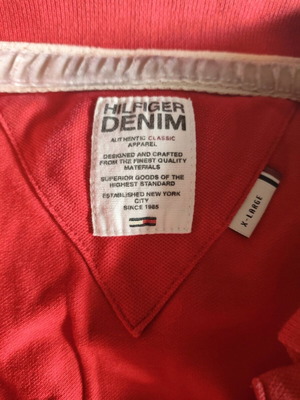 HILFIGER
DENIM
AUTHENTIC CLASSIC
APPAREL
DESIGNED AND CRAFTED
FROM THE FINEST QUALITY
MATERIALS
SUPERIOR GOODS OF THE
HIGHEST STANDARD
ESTABLISHED NEW YORK
CITY
SINCE 1985
X-LARGE